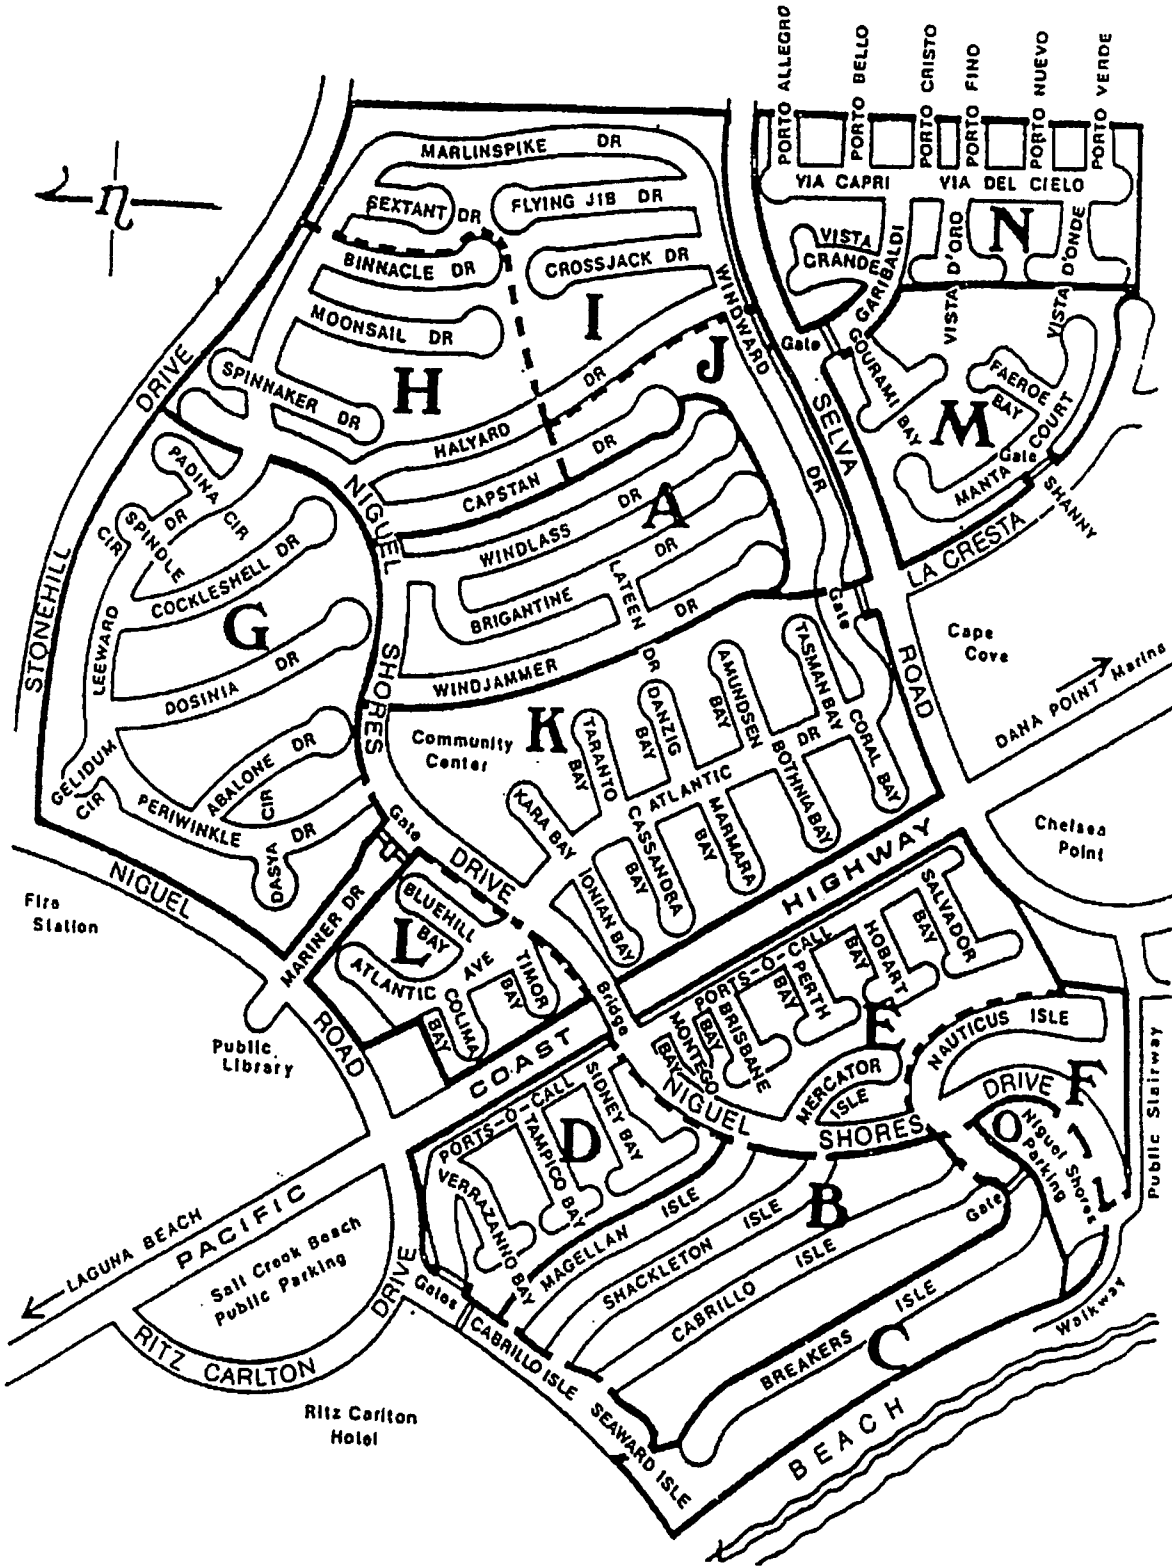 PORTO ALLEGRO
PORTO BELLO
PORTO CRISTO
PORTO FINO
PORTO NUEVO
PORTO VERDE
n
MARLINSPIKE DR
SEXTANT DR
FLYING JIB DR
BINNACLE DR
CROSSJACK DR
MOONSAIL DR
SPINNAKER DR
H
I
J
HALYARD DR
CAPSTAN DR
WINDWARD DR
VIA CAPRI
VIA DEL CIELO
VISTA GRANDE
GARIBALDI
VISTA D'ORO
N
VISTA D'ONDE
Gate
GOURAMI BAY
FAEROE BAY
M
MANTA COURT
Gate
SHANNY
LA CRESTA
SELVA ROAD
STONEHILL DRIVE
PADINA CIR
SPINDLE CIR
DR
COCKLESHELL DR
G
LEEWARD
DOSINIA DR
GELIDUM CIR
ABALONE DR
PERIWINKLE DR
DASYA CIR
NIGUEL SHORES DRIVE
NIGUEL
WINDLASS DR
A
BRIGANTINE DR
LATEEN DR
WINDJAMMER DR
Gate
Cape
Cove
DANA POINT Marina
Community
Center
K
TARANTO BAY
DANZIG BAY
AMUNDSEN BAY
TASMAN BAY
CORAL BAY
BOTHNIA BAY
ATLANTIC DR
MARMARA BAY
CASSANDRA BAY
KARA BAY
IONIAN BAY
Gate
Chelsea
Point
Fire
Station
NIGUEL ROAD
MARINER DR
BLUEHILL BAY
L
ATLANTIC AVE
COLIMA BAY
TIMOR BAY
Public
Library
Bridge
PACIFIC COAST HIGHWAY
PORTS-O-CALL
SALVADOR BAY
HOBART BAY
PERTH BAY
BRISBANE BAY
MONTEGO BAY
E
MERCATOR ISLE
NAUTICUS ISLE
F
NIGUEL SHORES DRIVE
O
Niguel Shores
Parking
Public Stairway
PORTS-O-CALL
SIDNEY BAY
D
TAMPICO BAY
VERRAZANNO BAY
MAGELLAN ISLE
SHACKLETON ISLE
B
CABRILLO ISLE
Gate
BREAKERS ISLE
C
Walkway
LAGUNA BEACH
Salt Creek Beach
Public Parking
RITZ CARLTON DRIVE
Gates
CABRILLO ISLE
SEAWARD ISLE
Ritz Carlton
Hotel
BEACH